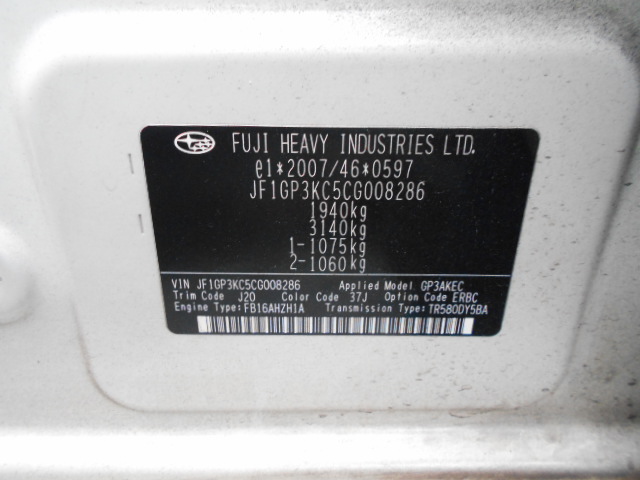 FUJI HEAVY INDUSTRIES LTD.
e1*2007/46*0597
JF1GP3KC5CG008286
1940kg
3140kg
1-1075kg
2-1060kg
VIN JF1GP3KC5CG008286 Applied Model GP3AKEC
Trim Code J20 Color Code 37J Option Code ERBC
Engine Type: FB16AHZH1A Transmission Type: TR580DY5BA